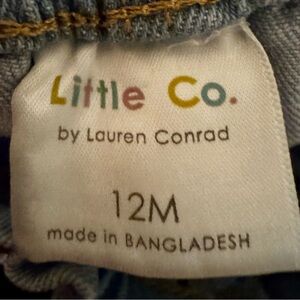 Little Co.
by Lauren Conrad
12M
made in BANGLADESH